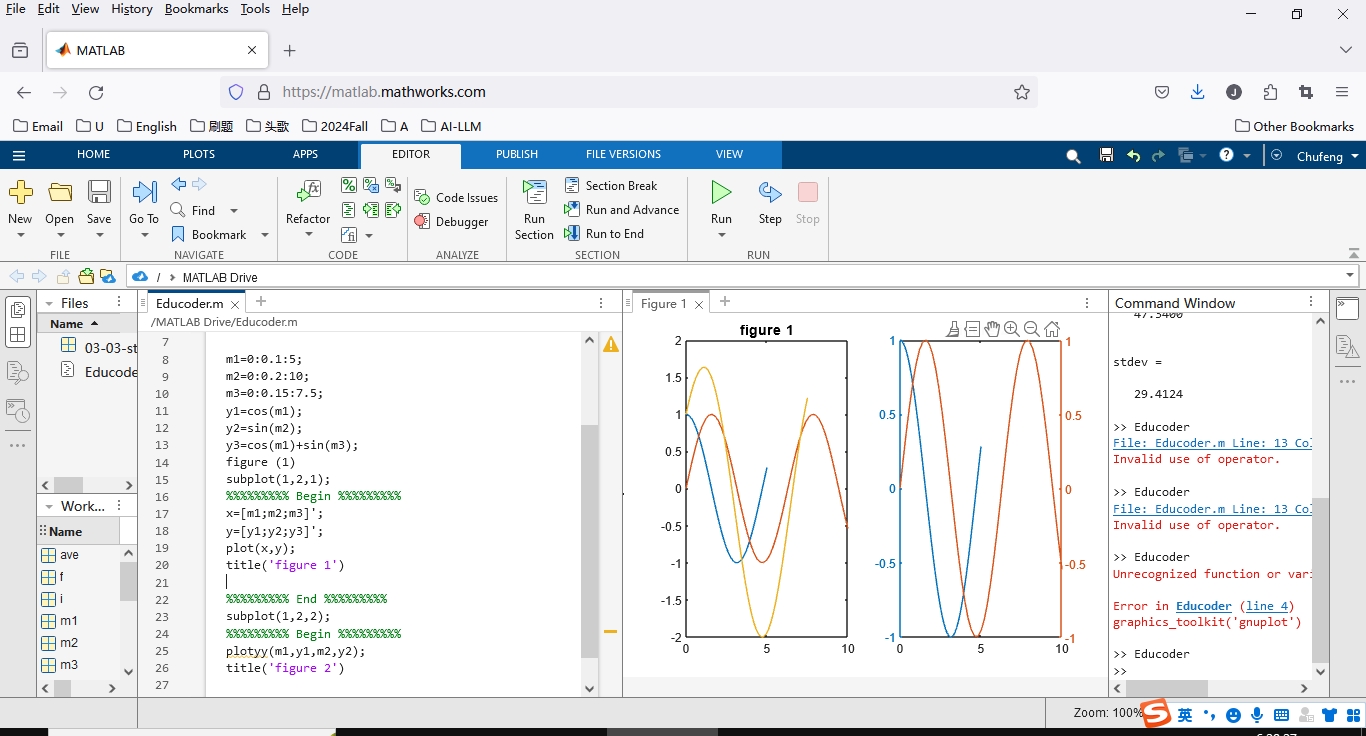 File Edit View History Bookmarks Tools Help
MATLAB
https://matlab.mathworks.com
J
Email U English 刷题 头歌 2024Fall A AI-LLM Other Bookmarks
HOME PLOTS APPS EDITOR PUBLISH FILE VERSIONS VIEW Chufeng
New Open Save
FILE
Go To Find Bookmark
NAVIGATE
Refactor
CODE
Code Issues
Debugger
ANALYZE
Run Section
Section Break
Run and Advance
Run to End
SECTION
Run Step Stop
RUN
/ > MATLAB Drive
Files
Name
03-03-st
Educode
Work...
Name
ave
f
i
m1
m2
m3
Educoder.m
/MATLAB Drive/Educoder.m
7
8 m1=0:0.1:5;
9 m2=0:0.2:10;
10 m3=0:0.15:7.5;
11 y1=cos(m1);
12 y2=sin(m2);
13 y3=cos(m1)+sin(m3);
14 figure (1)
15 subplot(1,2,1);
16 %%%%%%%%% Begin %%%%%%%%%
17 x=[m1;m2;m3]';
18 y=[y1;y2;y3]';
19 plot(x,y);
20 title('figure 1')
21
22 %%%%%%%%% End %%%%%%%%%
23 subplot(1,2,2);
24 %%%%%%%%% Begin %%%%%%%%%
25 plotyy(m1,y1,m2,y2);
26 title('figure 2')
27
Figure 1
figure 1
2
1.5
1
0.5
0
-0.5
-1
-1.5
-2
0 5 10
1
0.5
0
-0.5
-1
0 5 10
1
0.5
0
-0.5
-1
Command Window
47.3400
stdev =
29.4124
>> Educoder
File: Educoder.m Line: 13 Col
Invalid use of operator.
>> Educoder
File: Educoder.m Line: 13 Col
Invalid use of operator.
>> Educoder
Unrecognized function or vari
Error in Educoder (line 4)
graphics_toolkit('gnuplot')
>> Educoder
>>
Zoom: 100%
S 英